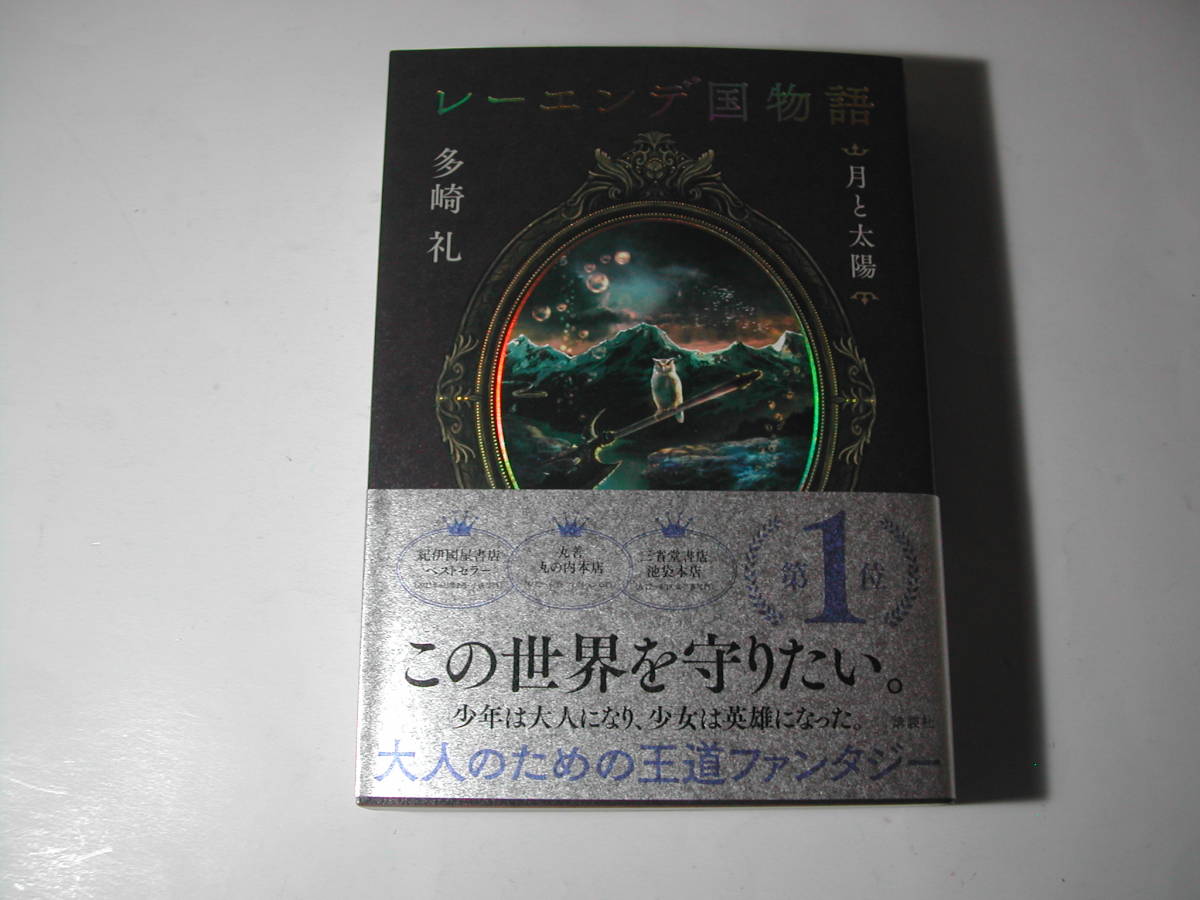 レーエンデ国物語
月と太陽
多崎 礼
紀伊國屋書店
ベストセラー
丸善
丸の内本店
三省堂書店
池袋本店
第1位
この世界を守りたい。
少年は大人になり、少女は英雄になった。
講談社
大人のための王道ファンタジー